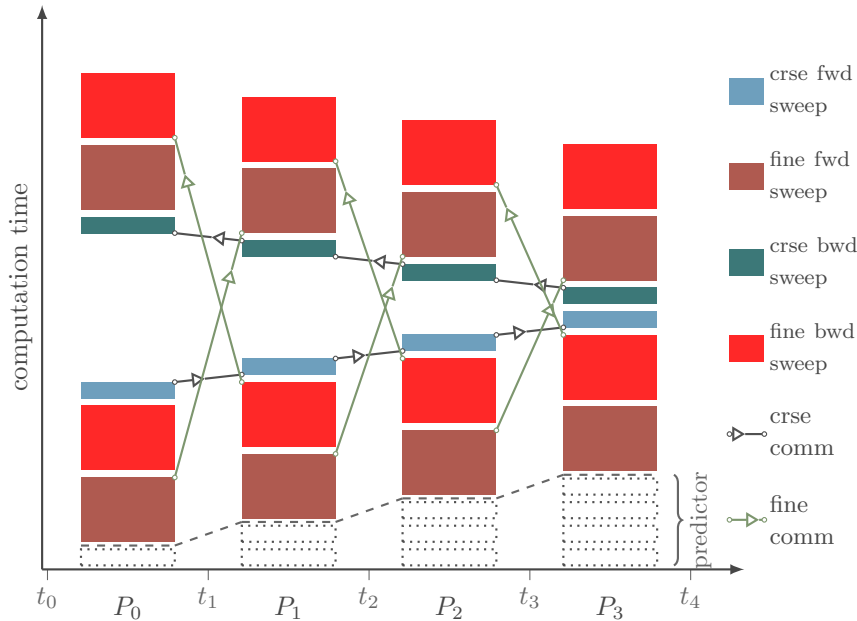 crse fwd
sweep
fine fwd
sweep
crse bwd
sweep
fine bwd
sweep
crse
comm
fine
comm
computation time
predictor
t₀ t₁ t₂ t₃ t₄
P₀ P₁ P₂ P₃